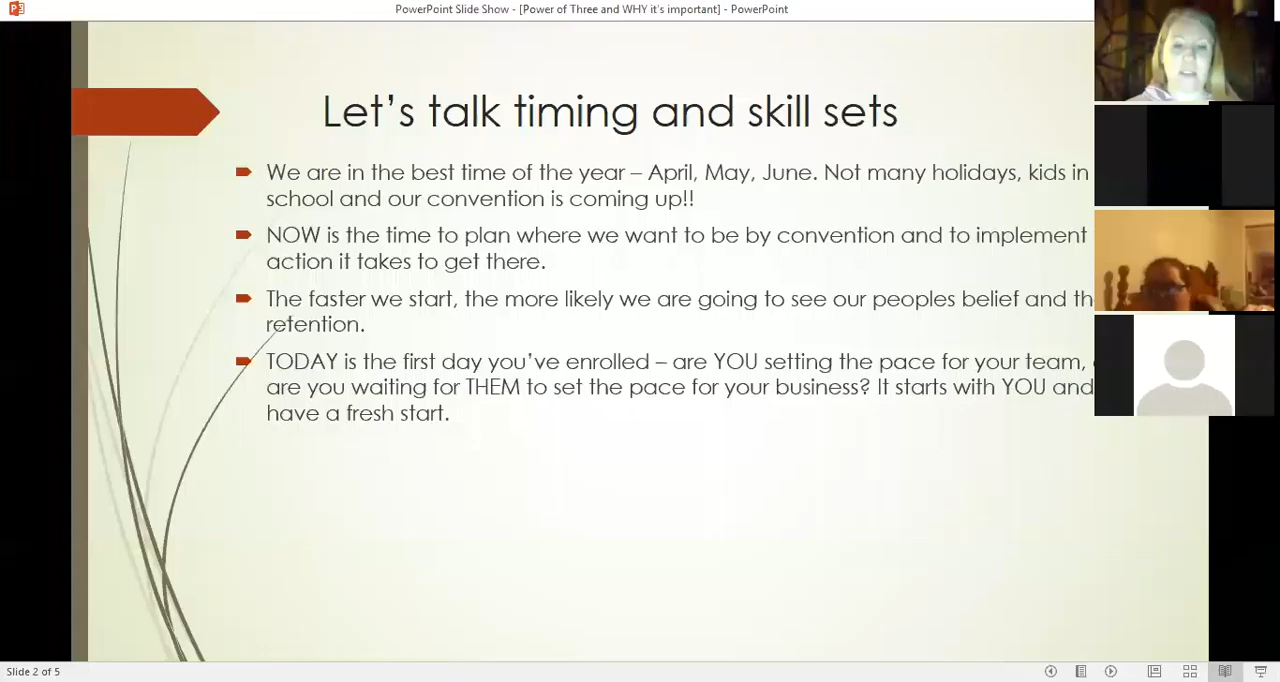 PowerPoint Slide Show - [Power of Three and WHY it's important] - PowerPoint
Let's talk timing and skill sets
We are in the best time of the year – April, May, June. Not many holidays, kids in
school and our convention is coming up!!
NOW is the time to plan where we want to be by convention and to implement
action it takes to get there.
The faster we start, the more likely we are going to see our peoples belief and
retention.
TODAY is the first day you've enrolled – are YOU setting the pace for your team,
are you waiting for THEM to set the pace for your business? It starts with YOU and
have a fresh start.
Slide 2 of 5